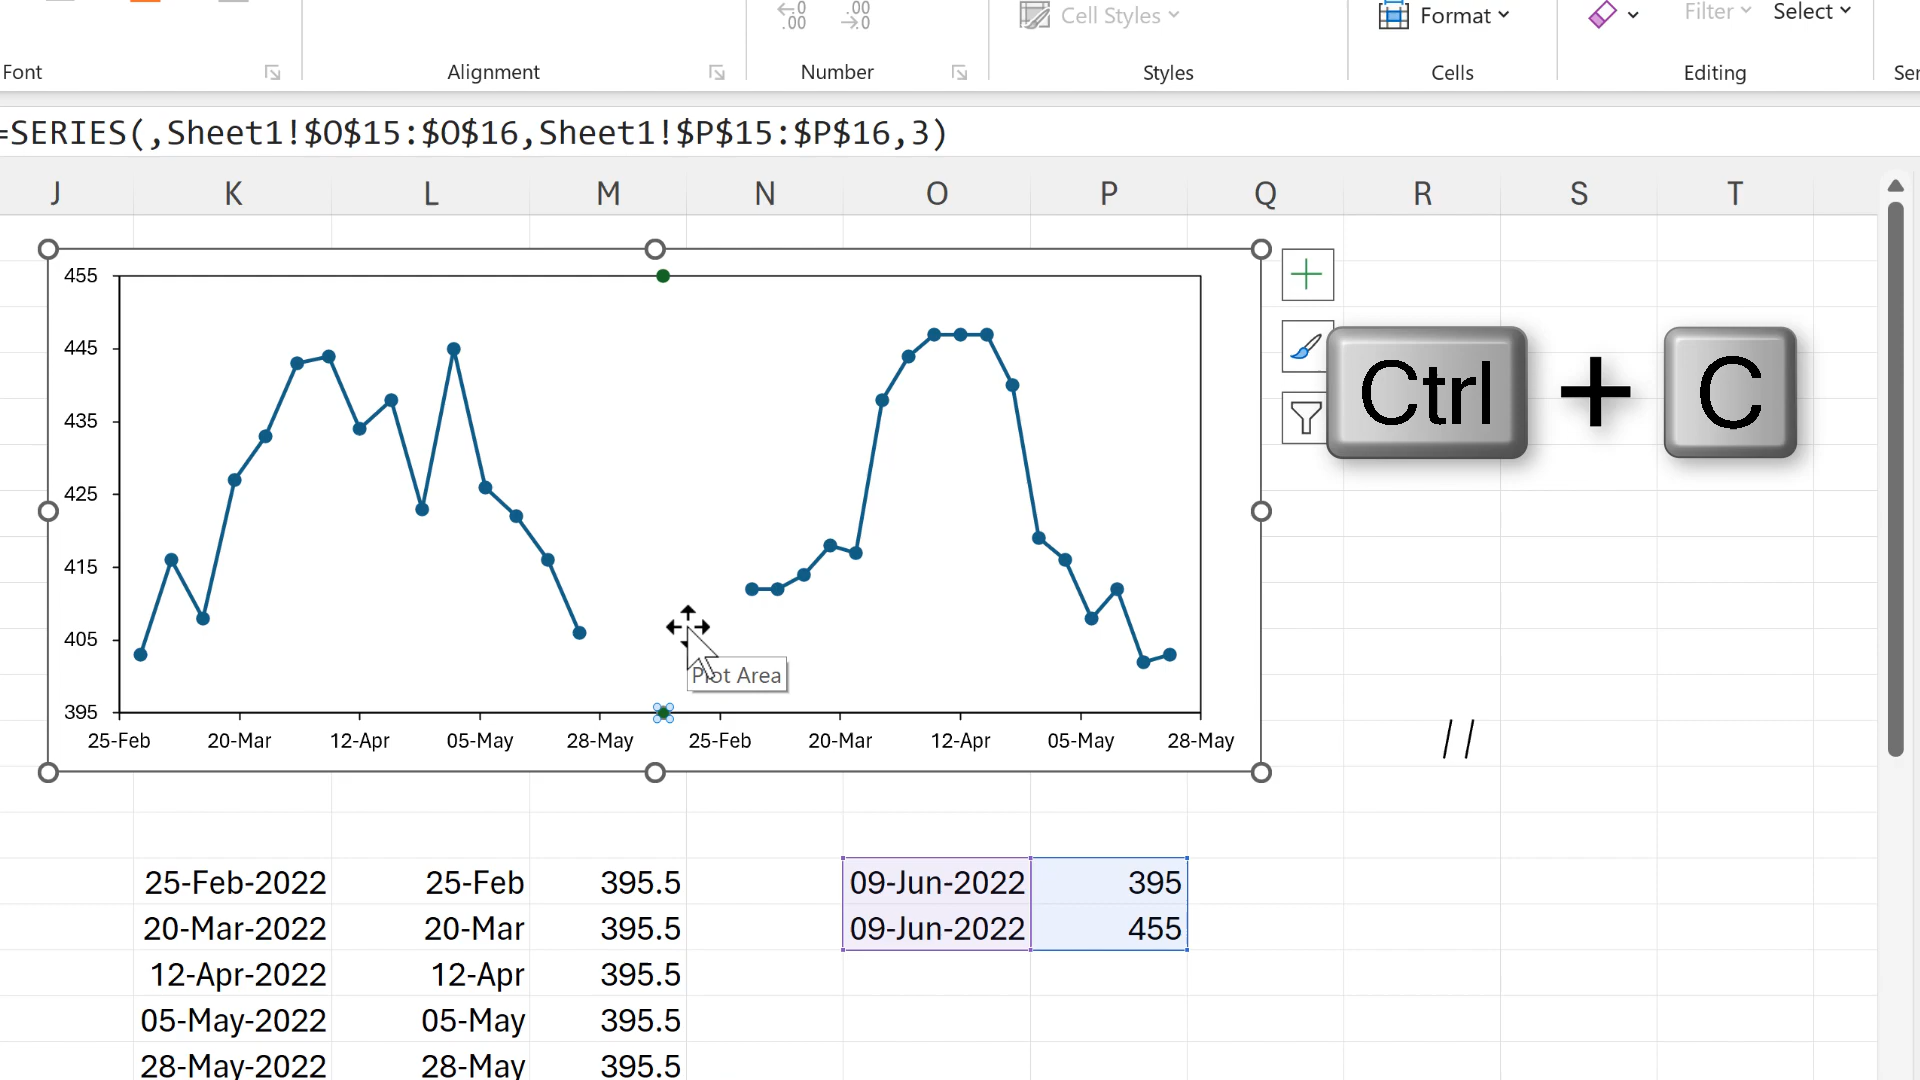 Cell Styles
Format
Filter
Select
Font
Alignment
Number
Styles
Cells
Editing
=SERIES(,Sheet1!$O$15:$O$16,Sheet1!$P$15:$P$16,3)
J K L M N O P Q R S T
455
445
435
425
415
405
395
25-Feb 20-Mar 12-Apr 05-May 28-May 25-Feb 20-Mar 12-Apr 05-May 28-May
Plot Area
Ctrl + C
//
25-Feb-2022 25-Feb 395.5 09-Jun-2022 395
20-Mar-2022 20-Mar 395.5 09-Jun-2022 455
12-Apr-2022 12-Apr 395.5
05-May-2022 05-May 395.5
28-May-2022 28-May 395.5